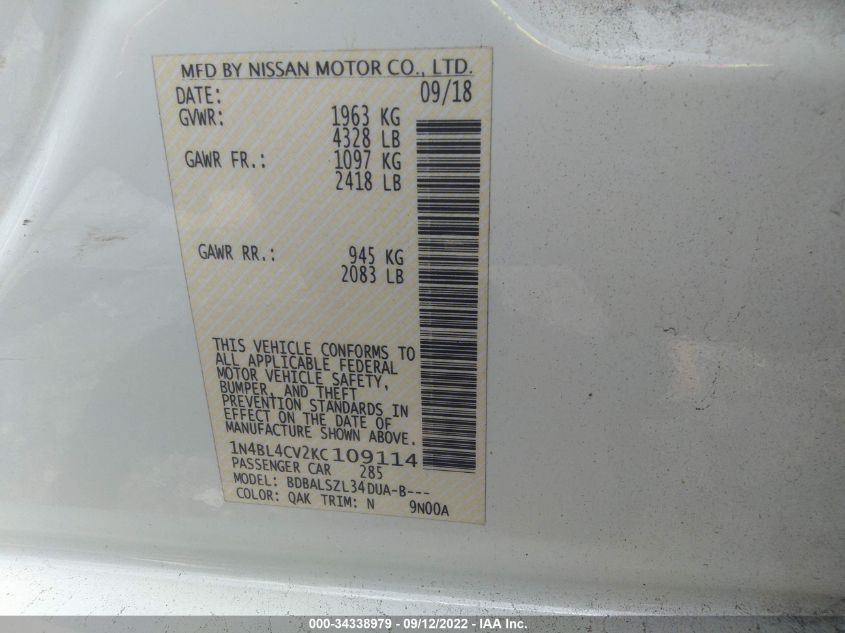 MFD BY NISSAN MOTOR CO., LTD.
DATE: 09/18
GVWR: 1963 KG
4328 LB
GAWR FR.: 1097 KG
2418 LB
GAWR RR.: 945 KG
2083 LB
THIS VEHICLE CONFORMS TO
ALL APPLICABLE FEDERAL
MOTOR VEHICLE SAFETY,
BUMPER, AND THEFT
PREVENTION STANDARDS IN
EFFECT ON THE DATE OF
MANUFACTURE SHOWN ABOVE.
1N4BL4CV2KC109114
PASSENGER CAR 285
MODEL: BDBALSZL34DUA-B---
COLOR: QAK TRIM: N 9N00A
000-34338979 - 09/12/2022 - IAA Inc.